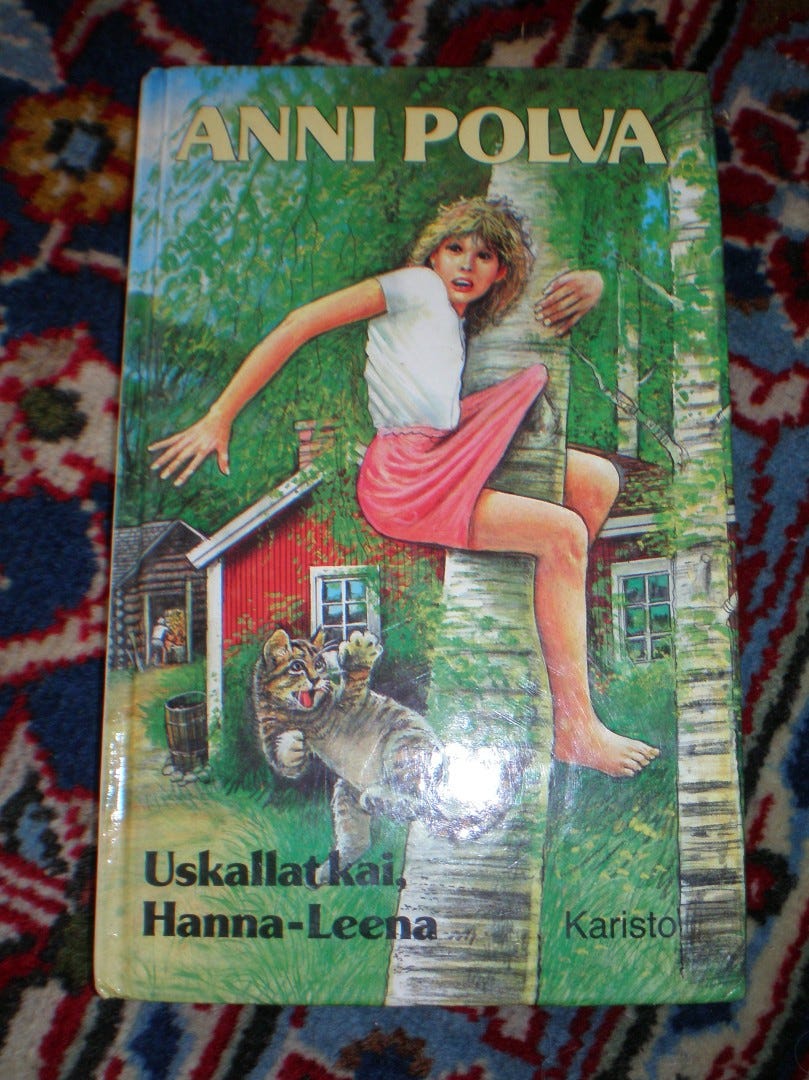 ANNI POLVA
Uskallat kai,
Hanna-Leena
Karisto